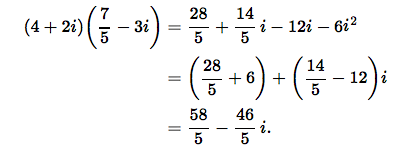 (4 + 2i)(7/5 − 3i) = 28/5 + 14/5 i − 12i − 6i²
= (28/5 + 6) + (14/5 − 12)i
= 58/5 − 46/5 i.